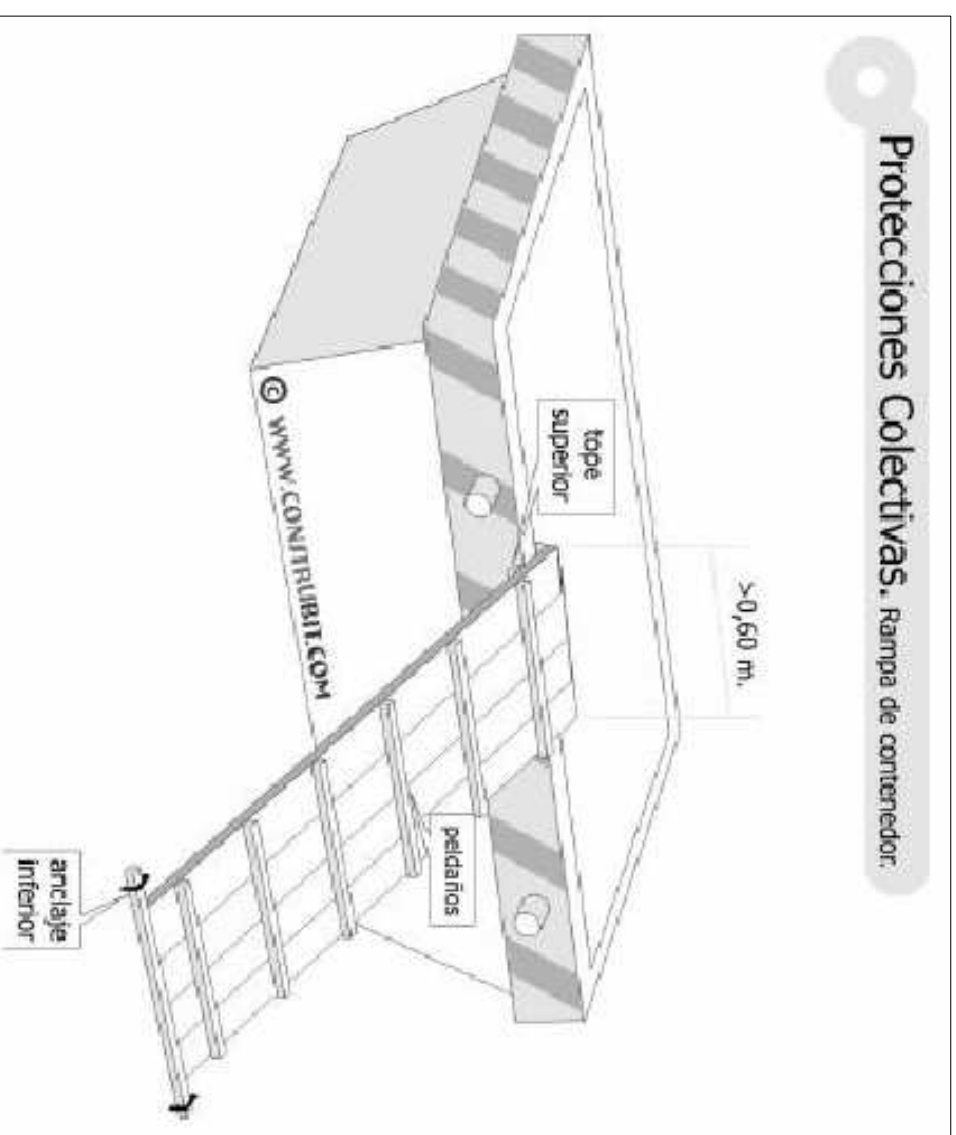 Protecciones Colectivas. Rampa de contenedor.
>0,60 m.
tope
superior
peldaños
© WWW.CONSTRUBIT.COM
anclaje
inferior